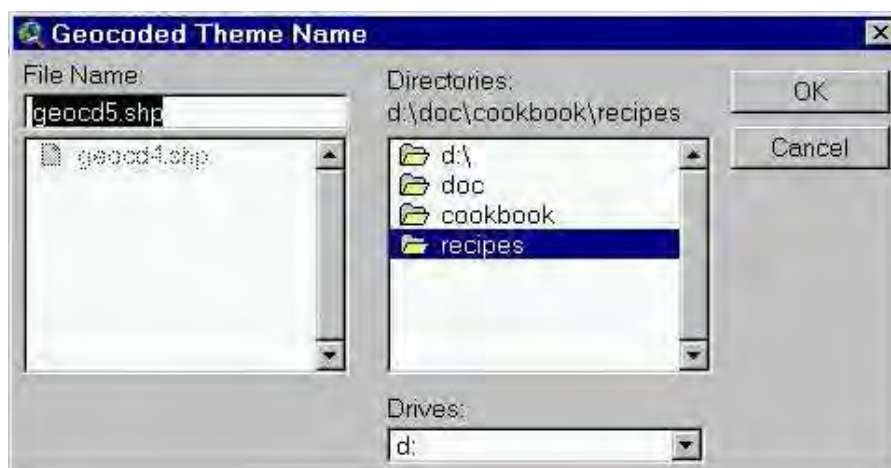 Geocoded Theme Name
File Name:
geocd5.shp
geocd4.shp
Directories:
d:\doc\cookbook\recipes
d:\
doc
cookbook
recipes
Drives:
d:
OK
Cancel